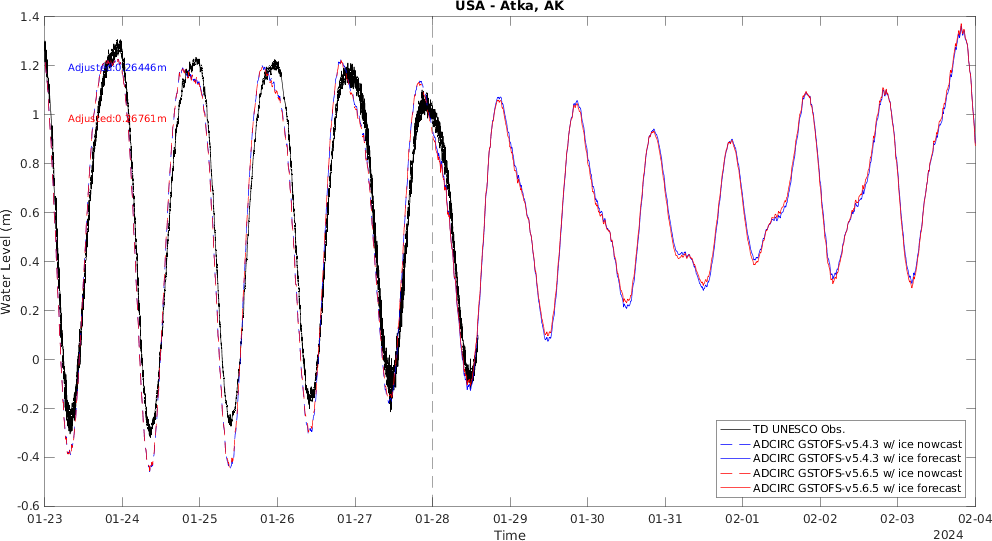 USA - Atka, AK
1.4
1.2
1
0.8
0.6
0.4
0.2
0
-0.2
-0.4
-0.6
Water Level (m)
Adjusted:0.26446m
Adjusted:0.26761m
TD UNESCO Obs.
ADCIRC GSTOFS-v5.4.3 w/ ice nowcast
ADCIRC GSTOFS-v5.4.3 w/ ice forecast
ADCIRC GSTOFS-v5.6.5 w/ ice nowcast
ADCIRC GSTOFS-v5.6.5 w/ ice forecast
01-23 01-24 01-25 01-26 01-27 01-28 01-29 01-30 01-31 02-01 02-02 02-03 02-04
Time
2024